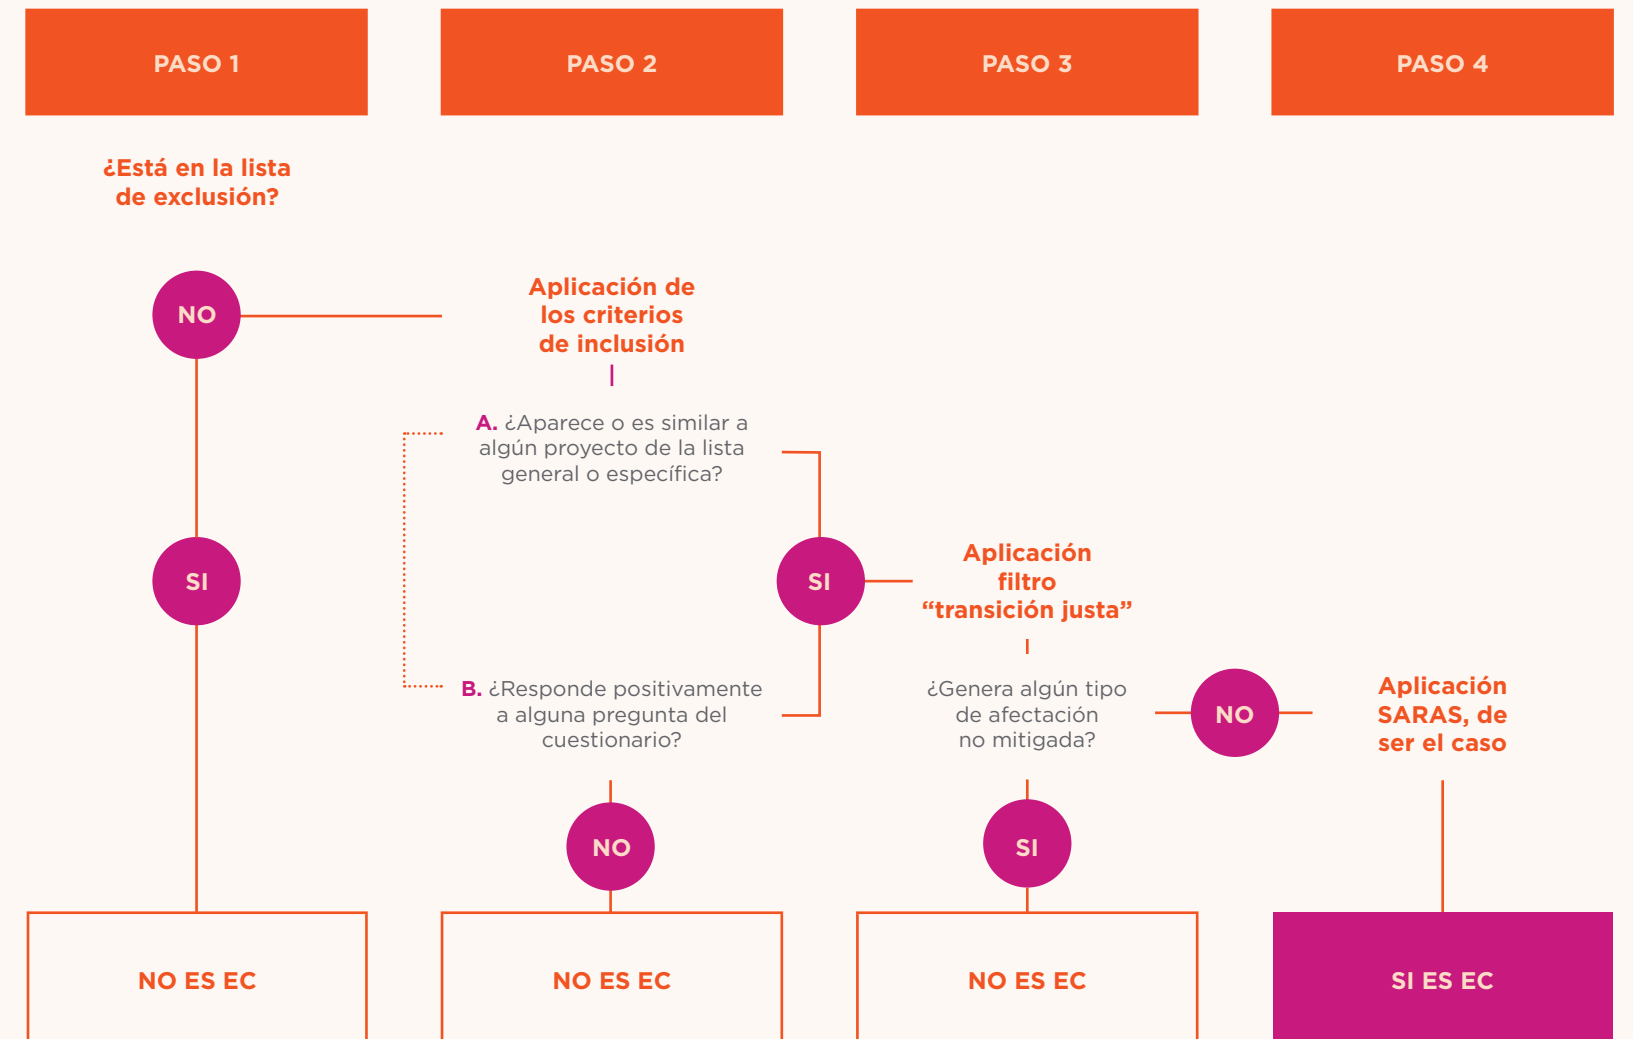 PASO 1
PASO 2
PASO 3
PASO 4
¿Está en la lista
de exclusión?
NO
SI
Aplicación de
los criterios
de inclusión
A. ¿Aparece o es similar a
algún proyecto de la lista
general o específica?
B. ¿Responde positivamente
a alguna pregunta del
cuestionario?
SI
NO
Aplicación
filtro
“transición justa”
¿Genera algún tipo
de afectación
no mitigada?
NO
SI
Aplicación
SARAS, de
ser el caso
NO ES EC
NO ES EC
NO ES EC
SI ES EC